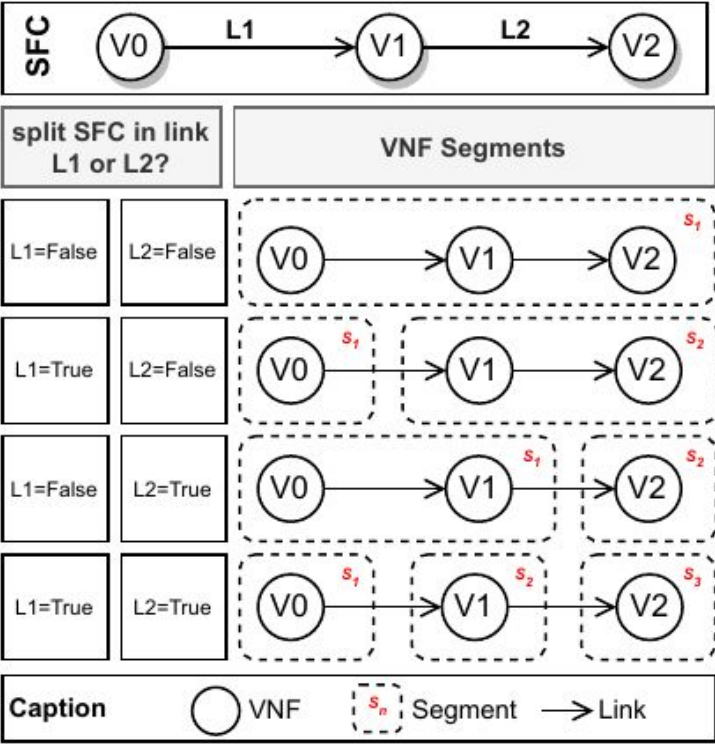 SFC
V0 L1 V1 L2 V2
split SFC in link
L1 or L2?
VNF Segments
L1=False L2=False V0 V1 V2 S1
L1=True L2=False V0 S1 V1 V2 S2
L1=False L2=True V0 V1 S1 V2 S2
L1=True L2=True V0 S1 V1 S2 V2 S3
Caption VNF Sn Segment Link